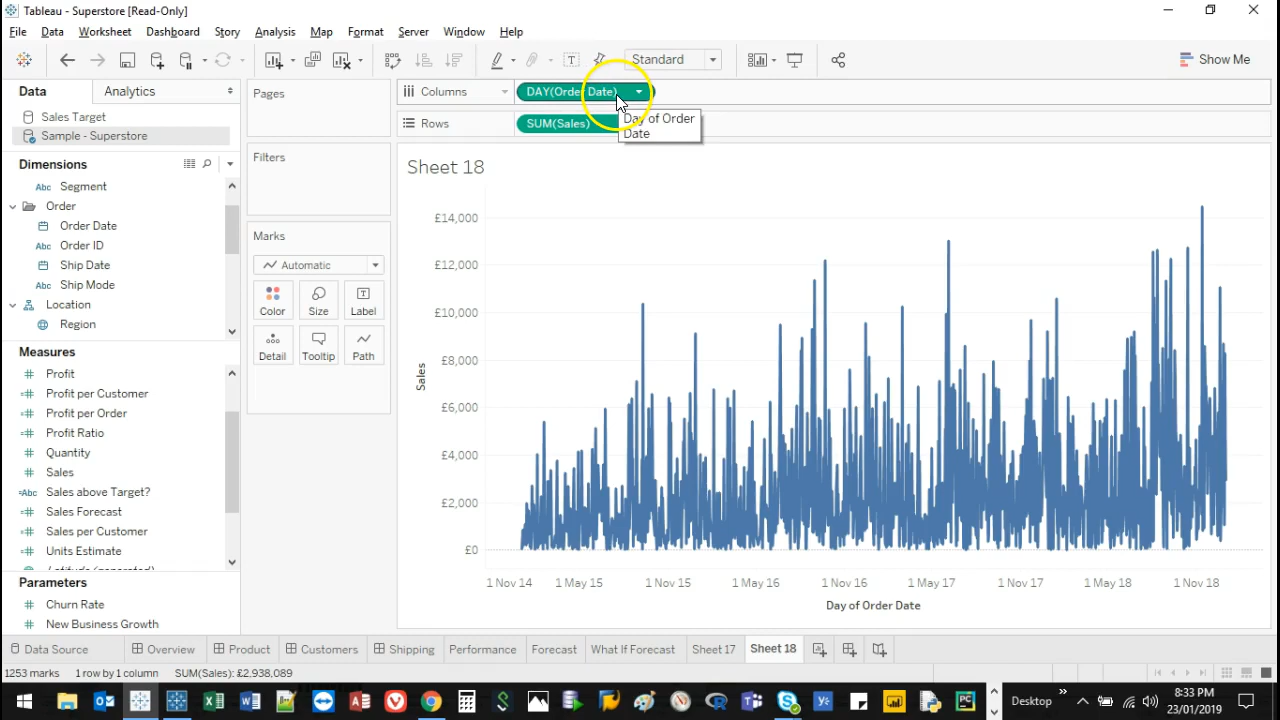 Tableau - Superstore [Read-Only]
File Data Worksheet Dashboard Story Analysis Map Format Server Window Help
Standard
Show Me
Data
Analytics
Sales Target
Sample - Superstore
Dimensions
Abc Segment
Order
Order Date
Abc Order ID
Ship Date
Abc Ship Mode
Location
Region
Measures
Profit
Profit per Customer
Profit per Order
Profit Ratio
Quantity
Sales
Abc Sales above Target?
Sales Forecast
Sales per Customer
Units Estimate
Parameters
Churn Rate
New Business Growth
Pages
Filters
Marks
Automatic
Color Size Label
Detail Tooltip Path
Columns
DAY(Order Date)
Rows
SUM(Sales)
Day of Order
Date
Sheet 18
£14,000
£12,000
£10,000
£8,000
£6,000
£4,000
£2,000
£0
Sales
1 Nov 14 1 May 15 1 Nov 15 1 May 16 1 Nov 16 1 May 17 1 Nov 17 1 May 18 1 Nov 18
Day of Order Date
Data Source Overview Product Customers Shipping Performance Forecast What If Forecast Sheet 17 Sheet 18
1253 marks 1 row by 1 column SUM(Sales): £2,938,089
Desktop
8:33 PM
23/01/2019